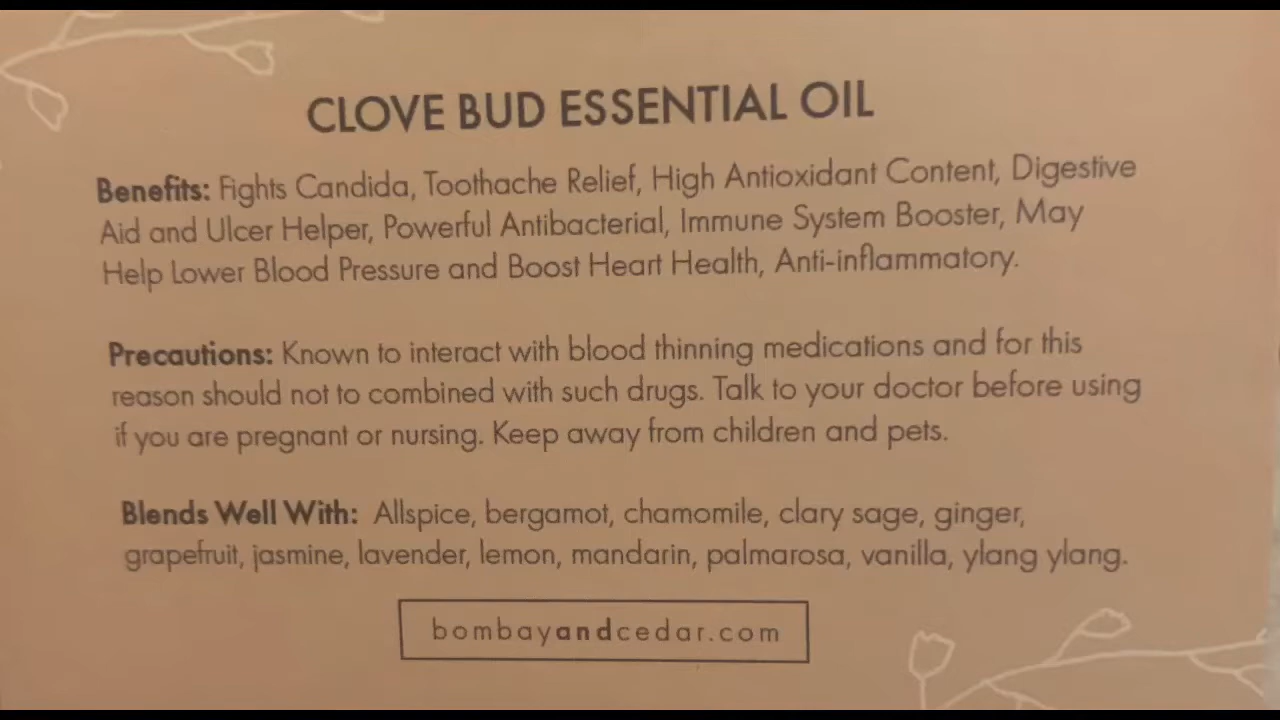 CLOVE BUD ESSENTIAL OIL
Benefits: Fights Candida, Toothache Relief, High Antioxidant Content, Digestive
Aid and Ulcer Helper, Powerful Antibacterial, Immune System Booster, May
Help Lower Blood Pressure and Boost Heart Health, Anti-inflammatory.
Precautions: Known to interact with blood thinning medications and for this
reason should not to combined with such drugs. Talk to your doctor before using
if you are pregnant or nursing. Keep away from children and pets.
Blends Well With: Allspice, bergamot, chamomile, clary sage, ginger,
grapefruit, jasmine, lavender, lemon, mandarin, palmarosa, vanilla, ylang ylang.
bombayandcedar.com